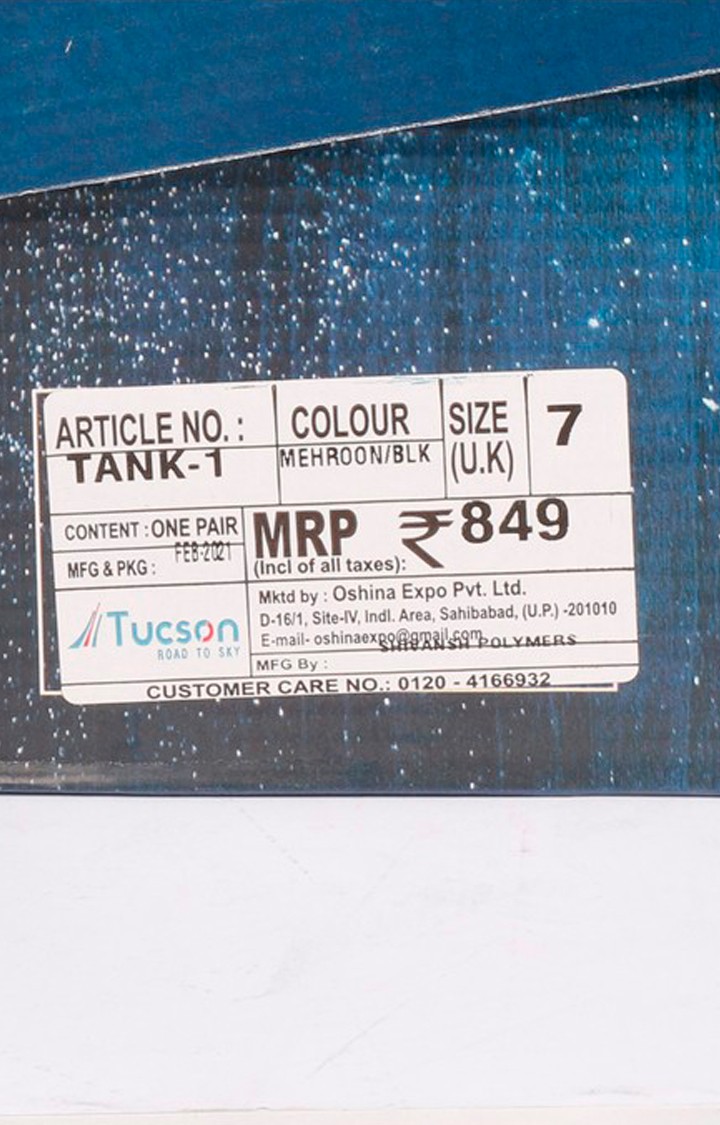 ARTICLE NO. : COLOUR SIZE (U.K) 7
TANK-1 MEHROON/BLK
CONTENT : ONE PAIR
MFG & PKG : FEB-2021
MRP ₹849
(Incl of all taxes):
Mktd by : Oshina Expo Pvt. Ltd.
D-16/1, Site-IV, Indl. Area, Sahibabad, (U.P.) -201010
E-mail- oshinaexpo@gmail.com
SHIVANSH POLYMERS
MFG By :
Tucson
ROAD TO SKY
CUSTOMER CARE NO.: 0120 - 4166932